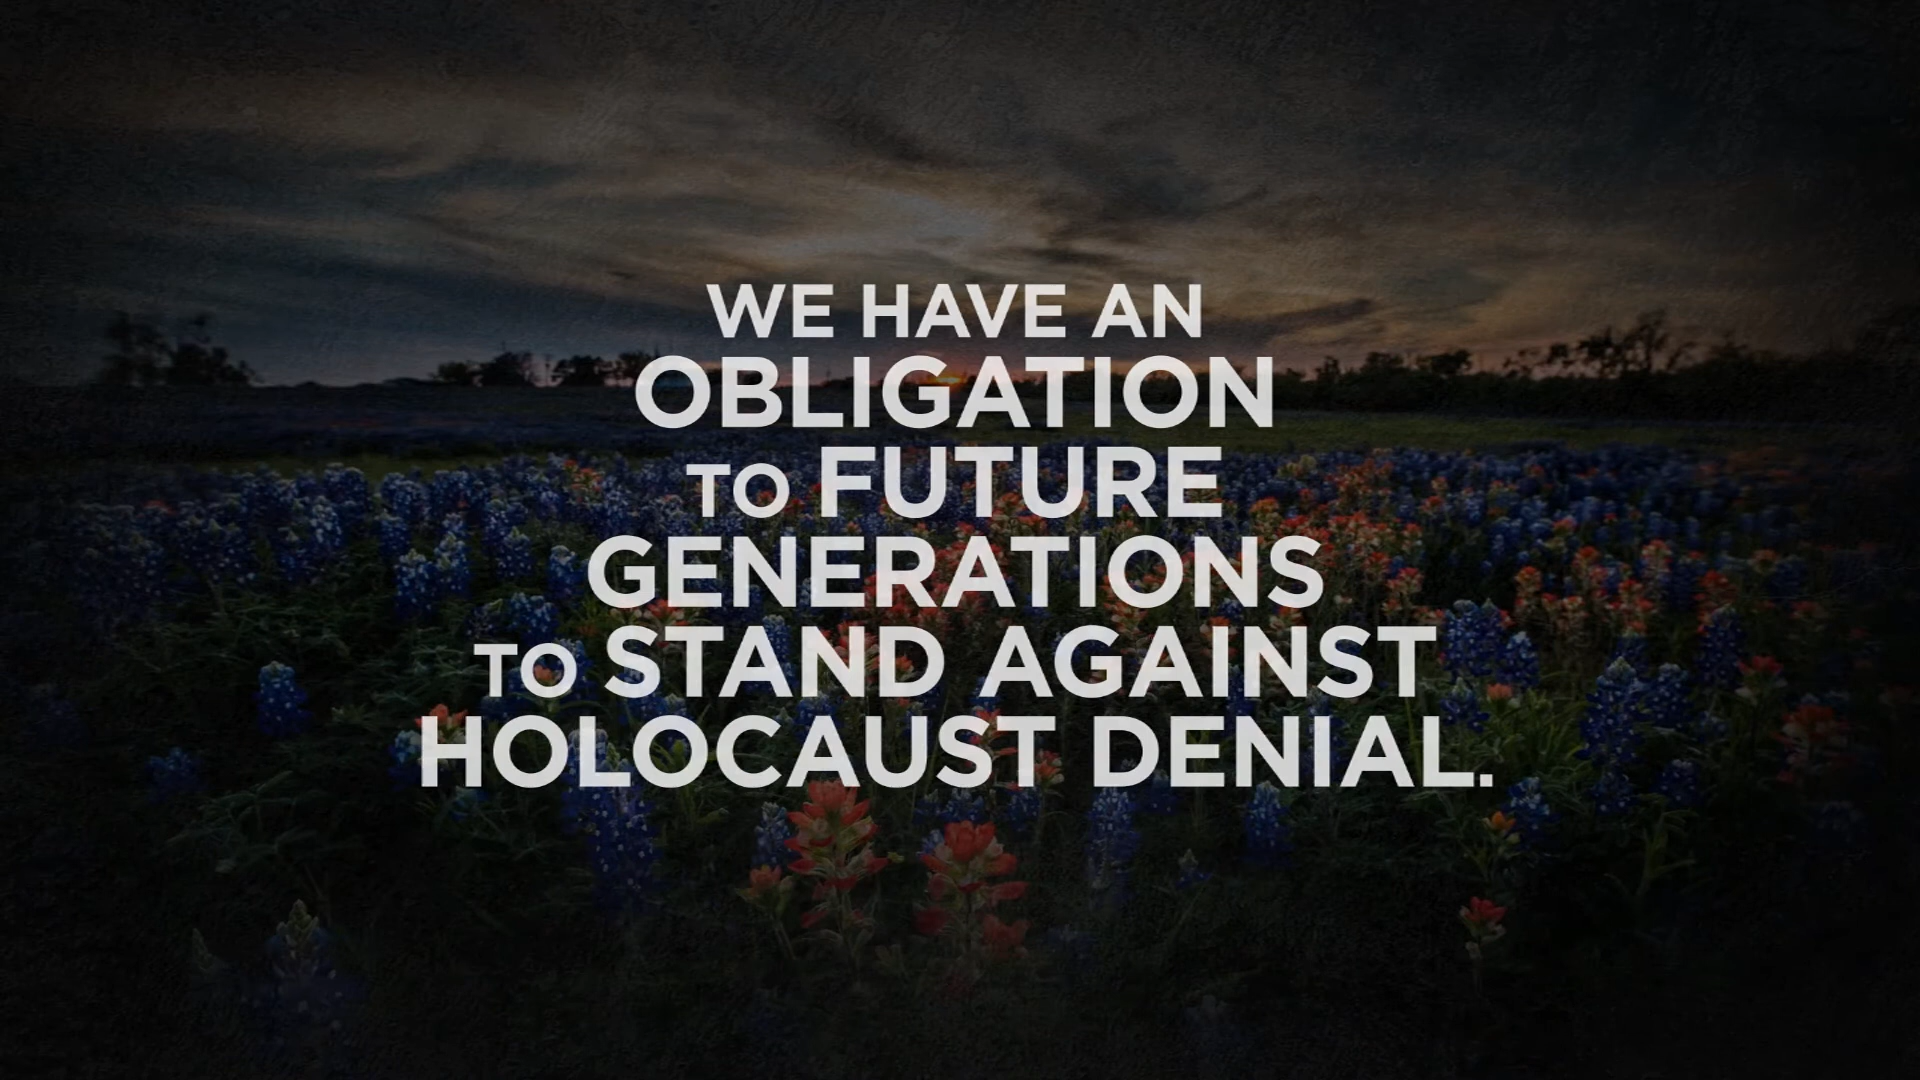 WE HAVE AN
OBLIGATION
TO FUTURE
GENERATIONS
TO STAND AGAINST
HOLOCAUST DENIAL.